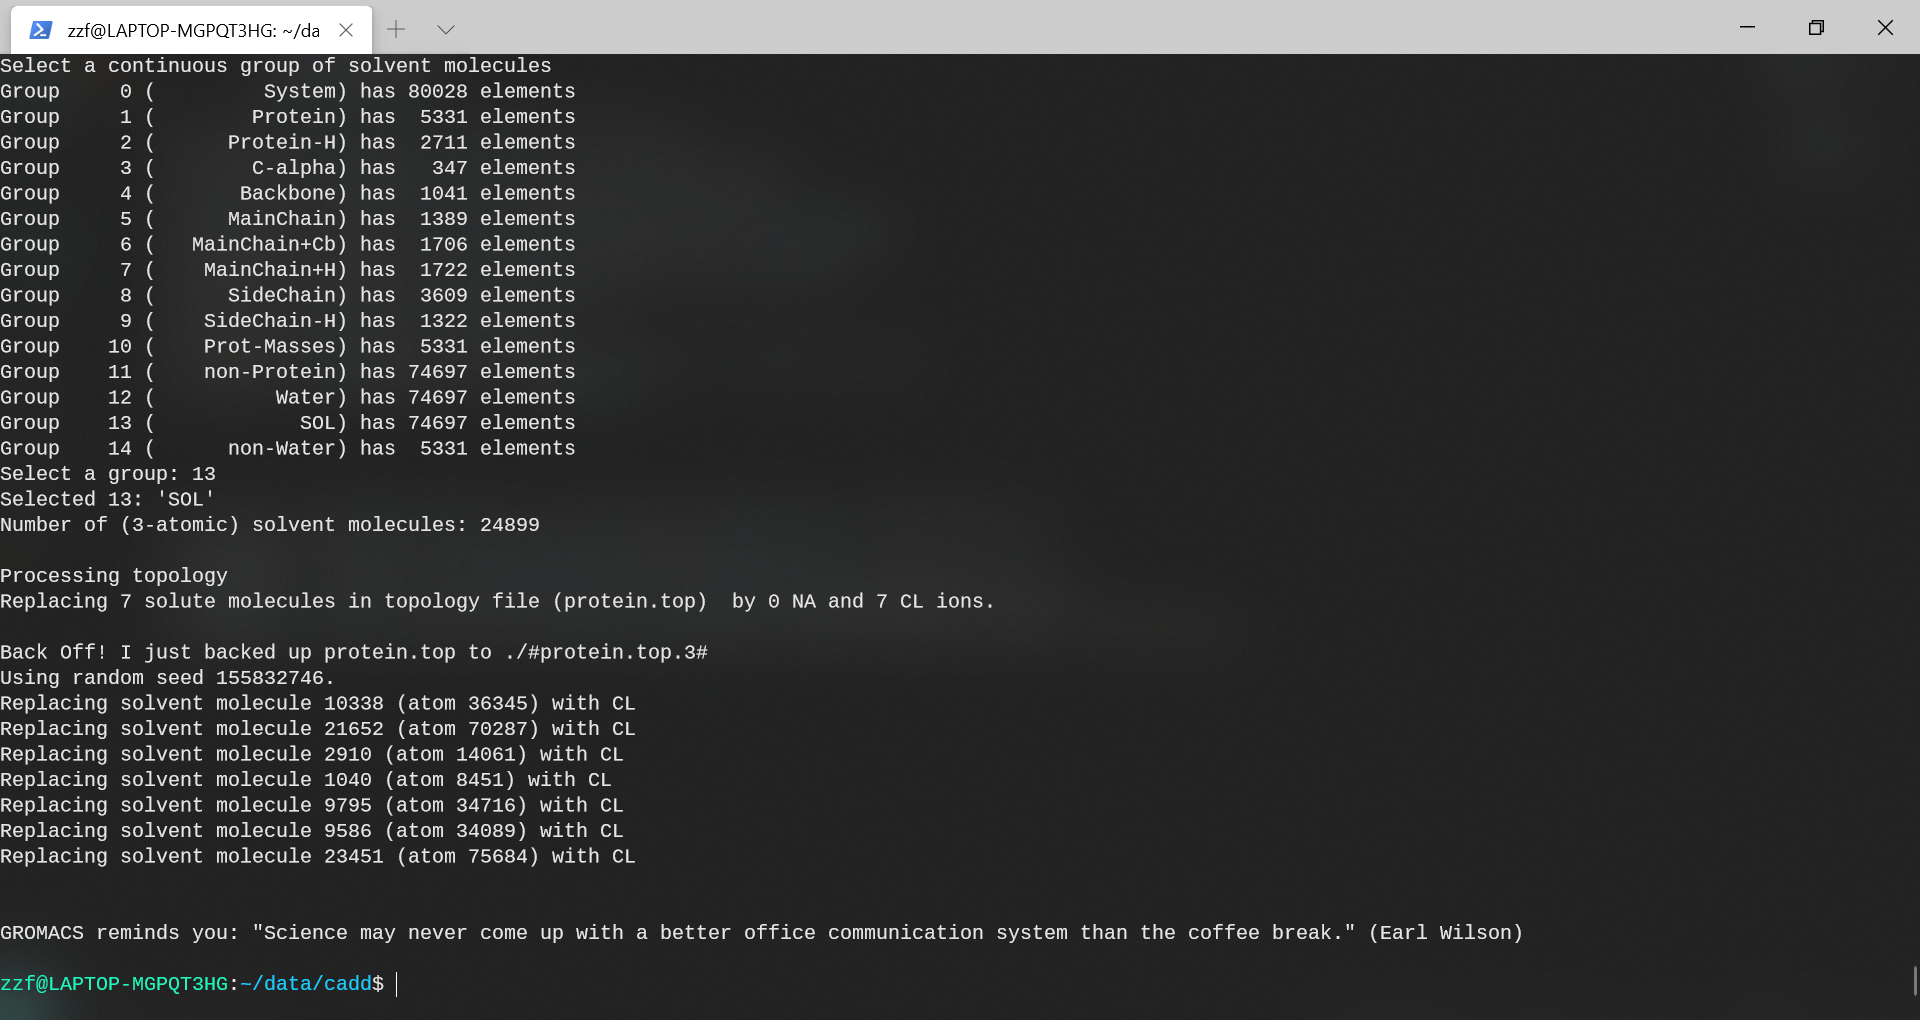 zzf@LAPTOP-MGPQT3HG: ~/da
Select a continuous group of solvent molecules
Group     0 (         System) has 80028 elements
Group     1 (        Protein) has  5331 elements
Group     2 (      Protein-H) has  2711 elements
Group     3 (        C-alpha) has   347 elements
Group     4 (       Backbone) has  1041 elements
Group     5 (      MainChain) has  1389 elements
Group     6 (   MainChain+Cb) has  1706 elements
Group     7 (    MainChain+H) has  1722 elements
Group     8 (      SideChain) has  3609 elements
Group     9 (    SideChain-H) has  1322 elements
Group    10 (    Prot-Masses) has  5331 elements
Group    11 (    non-Protein) has 74697 elements
Group    12 (          Water) has 74697 elements
Group    13 (            SOL) has 74697 elements
Group    14 (      non-Water) has  5331 elements
Select a group: 13
Selected 13: 'SOL'
Number of (3-atomic) solvent molecules: 24899
Processing topology
Replacing 7 solute molecules in topology file (protein.top)  by 0 NA and 7 CL ions.
Back Off! I just backed up protein.top to ./#protein.top.3#
Using random seed 155832746.
Replacing solvent molecule 10338 (atom 36345) with CL
Replacing solvent molecule 21652 (atom 70287) with CL
Replacing solvent molecule 2910 (atom 14061) with CL
Replacing solvent molecule 1040 (atom 8451) with CL
Replacing solvent molecule 9795 (atom 34716) with CL
Replacing solvent molecule 9586 (atom 34089) with CL
Replacing solvent molecule 23451 (atom 75684) with CL
GROMACS reminds you: "Science may never come up with a better office communication system than the coffee break." (Earl Wilson)
zzf@LAPTOP-MGPQT3HG:~/data/cadd$